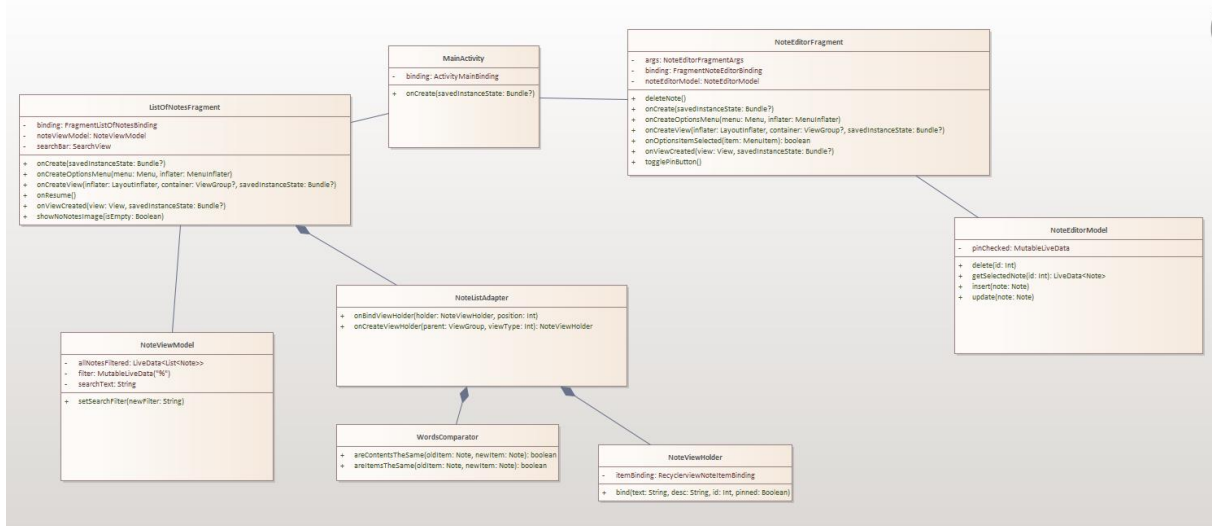 MainActivity
- binding: ActivityMainBinding
+ onCreate(savedInstanceState: Bundle?)
NoteEditorFragment
- args: NoteEditorFragmentArgs
- binding: FragmentNoteEditorBinding
- noteEditorModel: NoteEditorModel
+ deleteNote()
+ onCreate(savedInstanceState: Bundle?)
+ onCreateOptionsMenu(menu: Menu, inflater: MenuInflater)
+ onCreateView(inflater: LayoutInflater, container: ViewGroup?, savedInstanceState: Bundle?)
+ onOptionsItemSelected(item: MenuItem): boolean
+ onViewCreated(view: View, savedInstanceState: Bundle?)
+ togglePinButton()
ListOfNotesFragment
- binding: FragmentListOfNotesBinding
- noteViewModel: NoteViewModel
- searchBar: SearchView
+ onCreate(savedInstanceState: Bundle?)
+ onCreateOptionsMenu(menu: Menu, inflater: MenuInflater)
+ onCreateView(inflater: LayoutInflater, container: ViewGroup?, savedInstanceState: Bundle?)
+ onResume()
+ onViewCreated(view: View, savedInstanceState: Bundle?)
+ showNoNotesImage(isEmpty: Boolean)
NoteEditorModel
- pinChecked: MutableLiveData
+ delete(id: Int)
+ getSelectedNote(id: Int): LiveData<Note>
+ insert(note: Note)
+ update(note: Note)
NoteListAdapter
+ onBindViewHolder(holder: NoteViewHolder, position: Int)
+ onCreateViewHolder(parent: ViewGroup, viewType: Int): NoteViewHolder
NoteViewModel
- allNotesFiltered: LiveData<List<Note>>
- filter: MutableLiveData("%")
- searchText: String
+ setSearchFilter(newFilter: String)
WordsComparator
+ areContentsTheSame(oldItem: Note, newItem: Note): boolean
+ areItemsTheSame(oldItem: Note, newItem: Note): boolean
NoteViewHolder
- itemBinding: RecyclerviewNoteItemBinding
+ bind(text: String, desc: String, id: Int, pinned: Boolean)